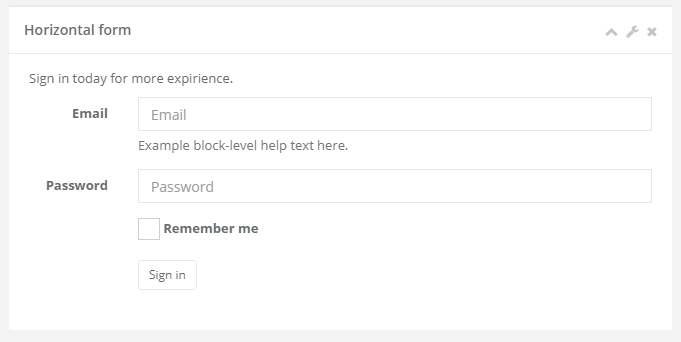 Horizontal form
Sign in today for more expirience.
Email
Email
Example block-level help text here.
Password
Password
Remember me
Sign in